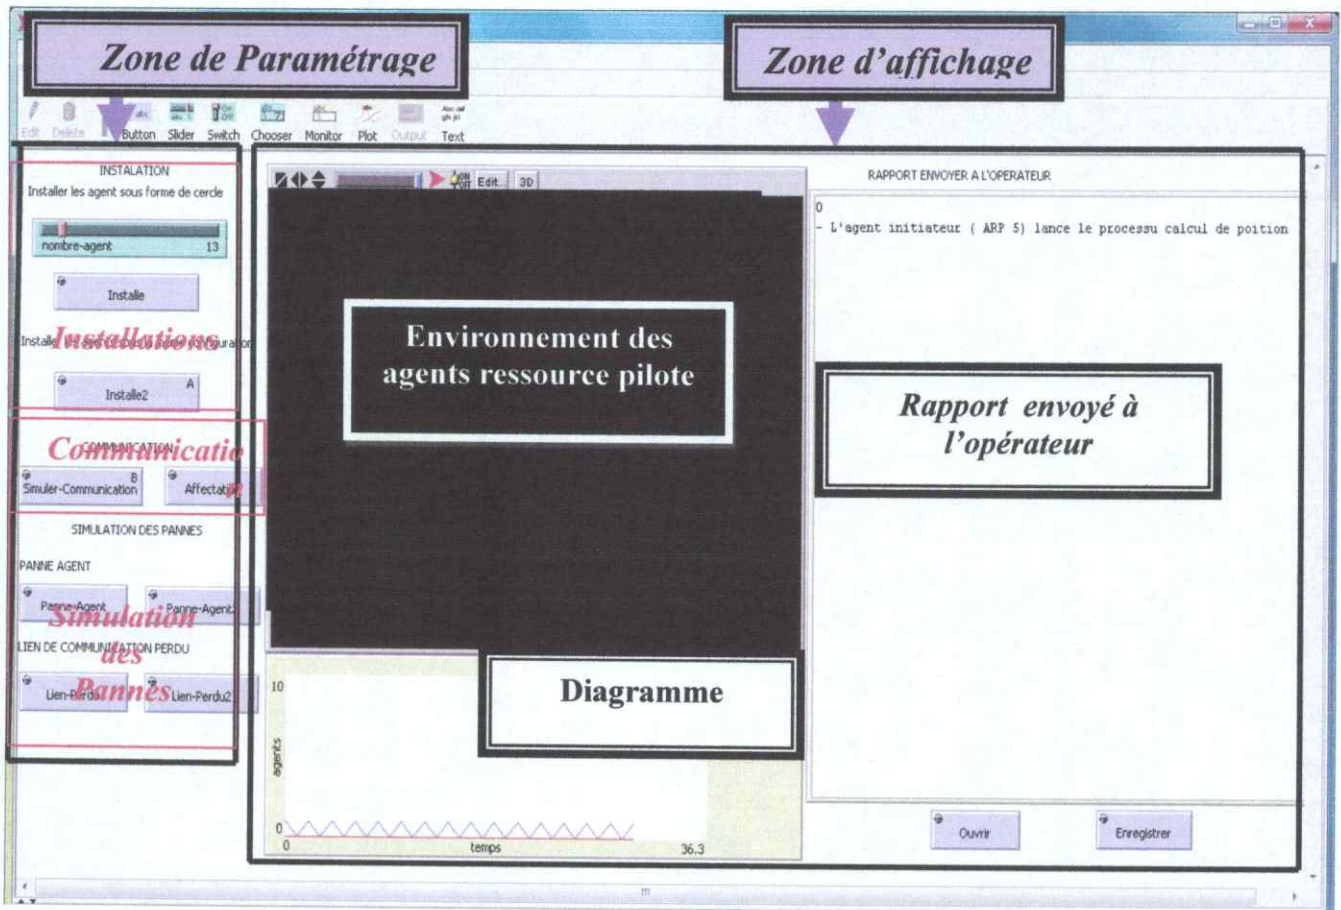 Zone de Paramétrage
Zone d'affichage
Edit Delete Button Slider Switch Chooser Monitor Plot Output Text
INSTALATION
Installer les agent sous forme de cercle
nombre-agent 13
Installe
Installations
Installe2 A
COMMUNICATION
Communicatio
Simuler-Communication B
Affectation
SIMULATION DES PANNES
PANNE AGENT
Panne-Agent
Panne-Agent2
Simulation
des
Pannes
LIEN DE COMMUNICATION PERDU
Lien-Perdu
Lien-Perdu2
ON
OFF
Edit...
3D
Environnement des
agents ressource pilote
Diagramme
10
agents
0
0
temps
36.3
RAPPORT ENVOYER A L'OPERATEUR
0
- L'agent initiateur ( ARP 5) lance le processu calcul de poition
Rapport envoyé à
l'opérateur
Ouvrir
Enregistrer